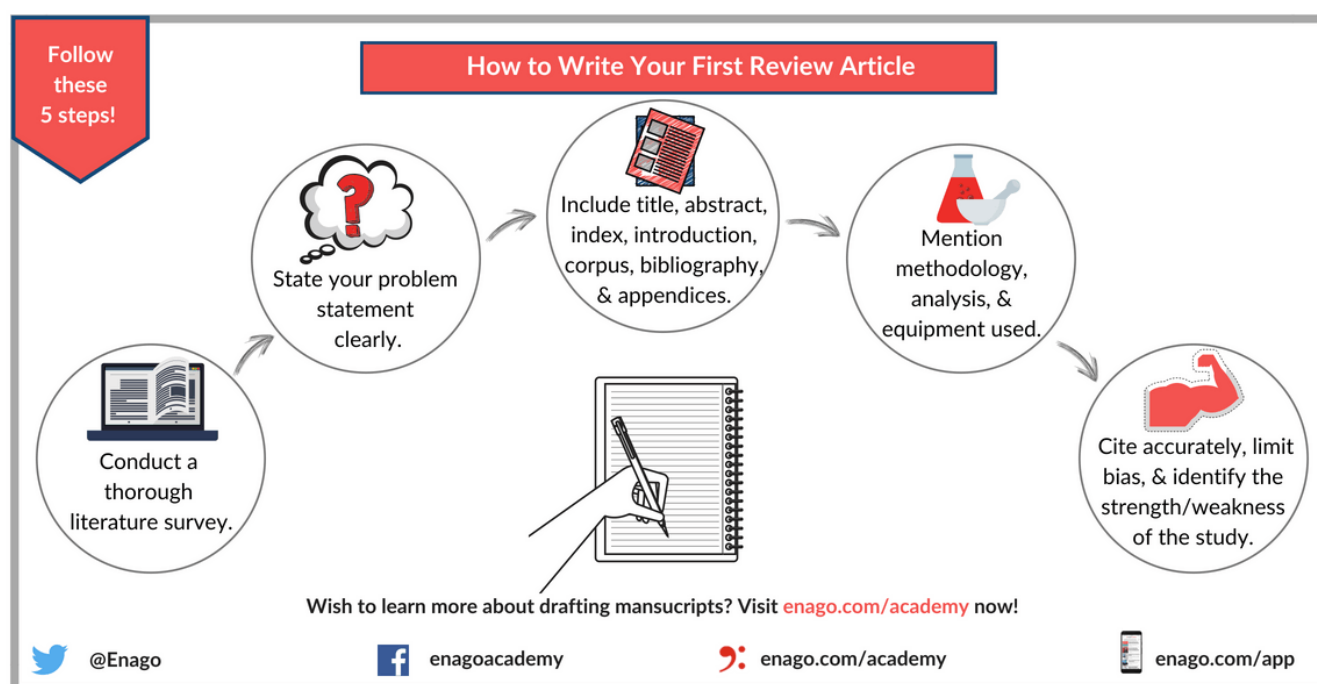 Follow
these
5 steps!
How to Write Your First Review Article
Conduct a
thorough
literature survey.
State your problem
statement
clearly.
Include title, abstract,
index, introduction,
corpus, bibliography,
& appendices.
Mention
methodology,
analysis, &
equipment used.
Cite accurately, limit
bias, & identify the
strength/weakness
of the study.
Wish to learn more about drafting mansucripts? Visit enago.com/academy now!
@Enago
enagoacademy
enago.com/academy
enago.com/app